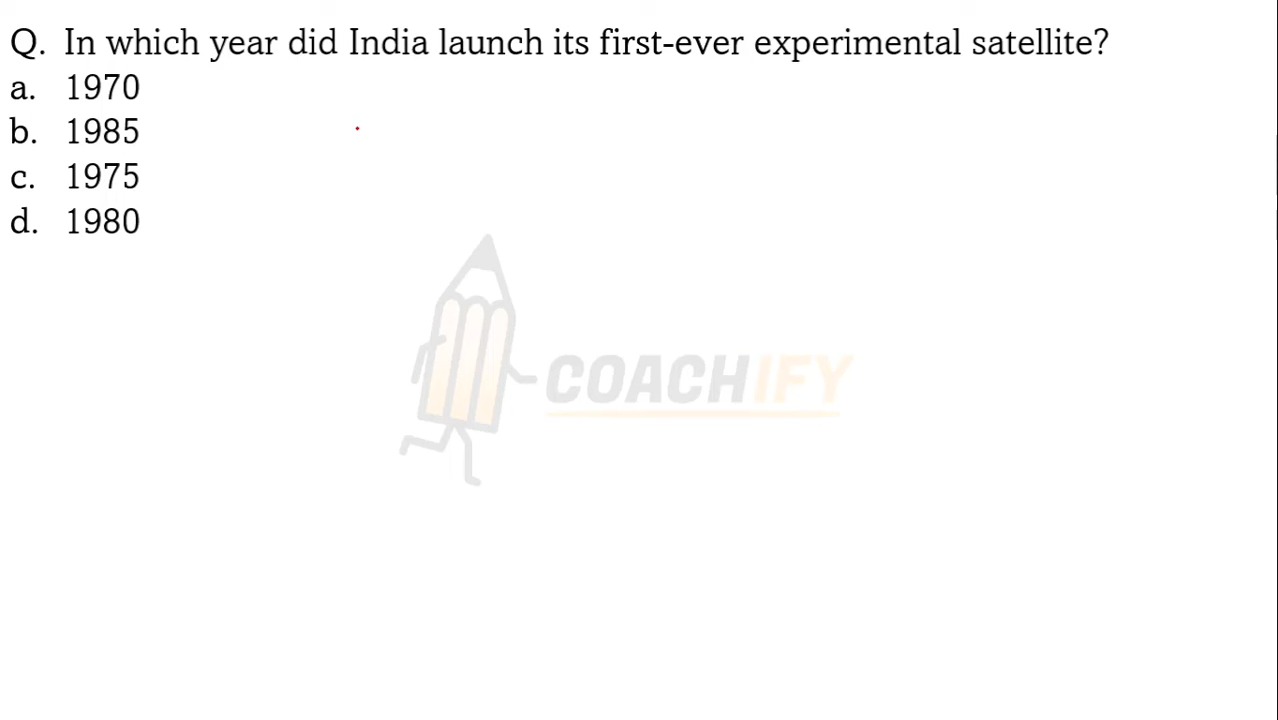 Q. In which year did India launch its first-ever experimental satellite?
a. 1970
b. 1985
c. 1975
d. 1980
COACHIFY